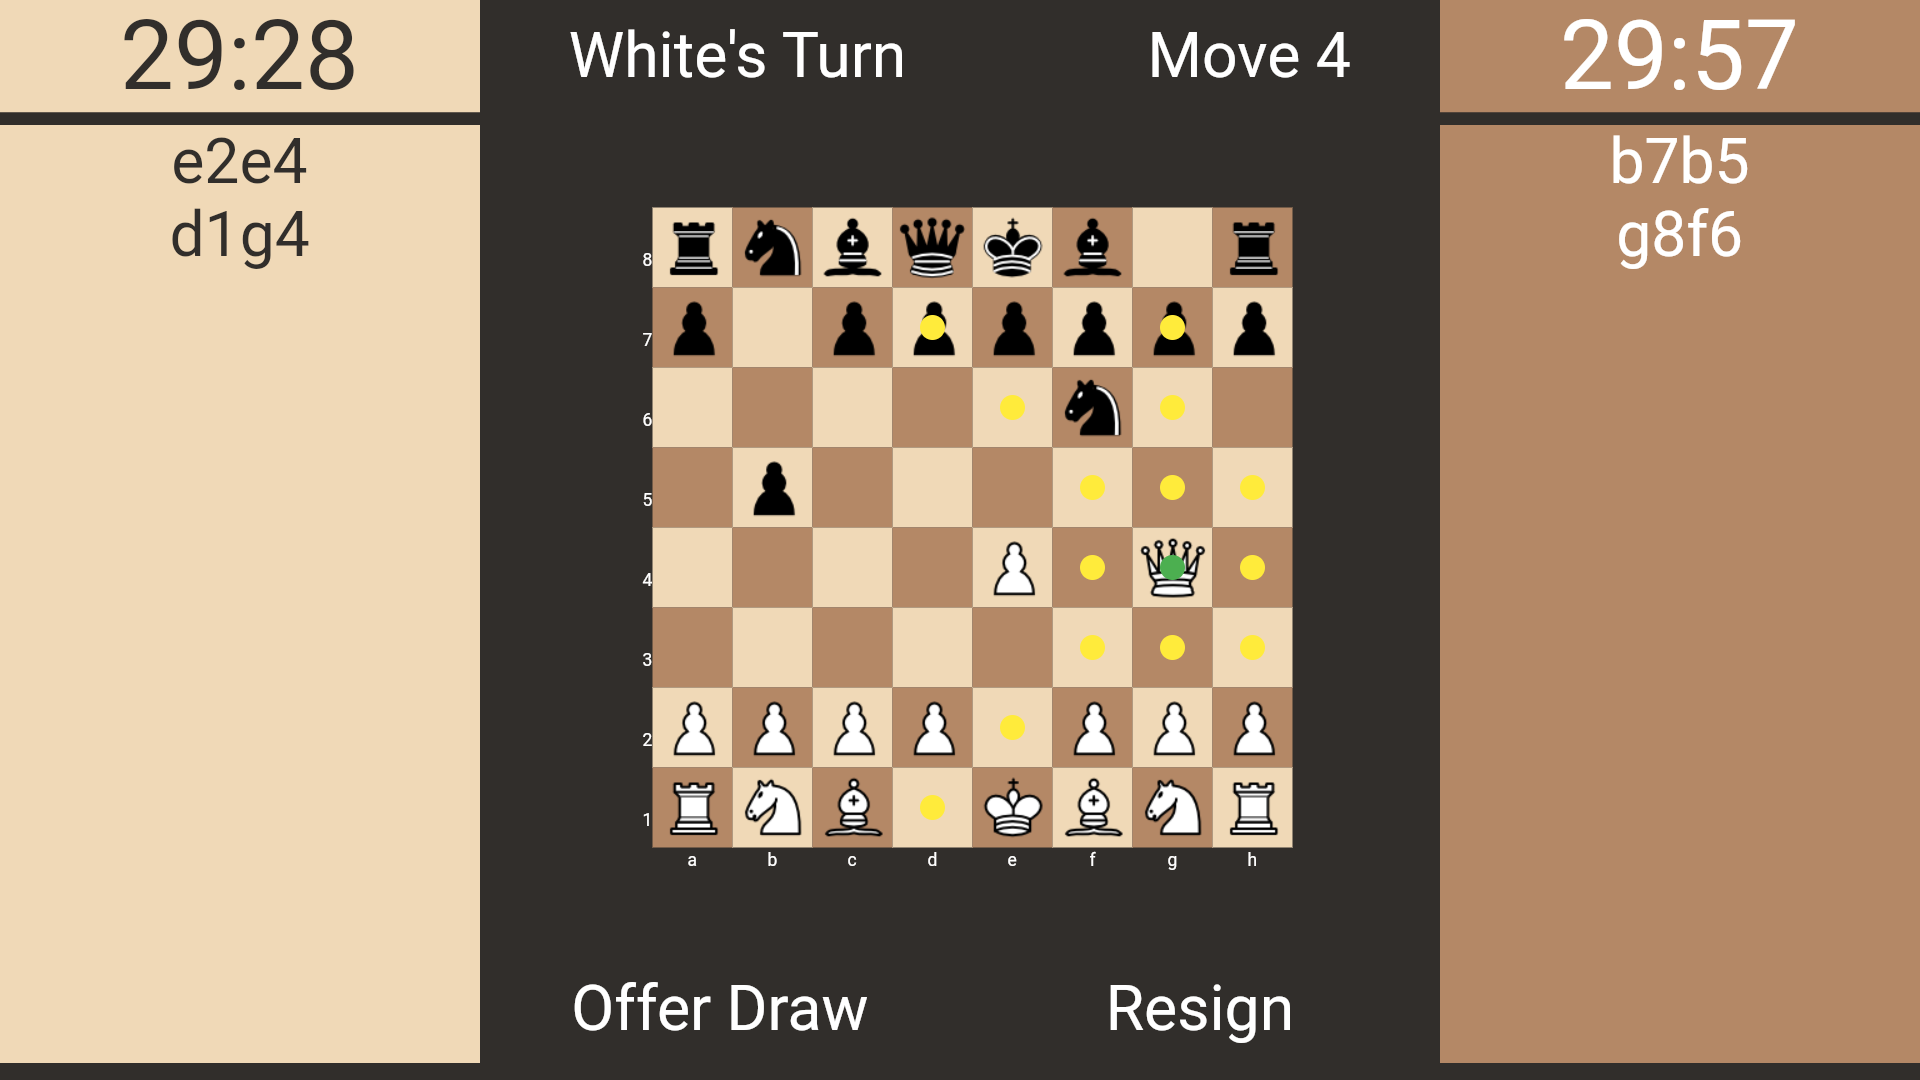 29:28
White's Turn
Move 4
29:57
e2e4
d1g4
b7b5
g8f6
8
7
6
5
4
3
2
1
a b c d e f g h
Offer Draw
Resign